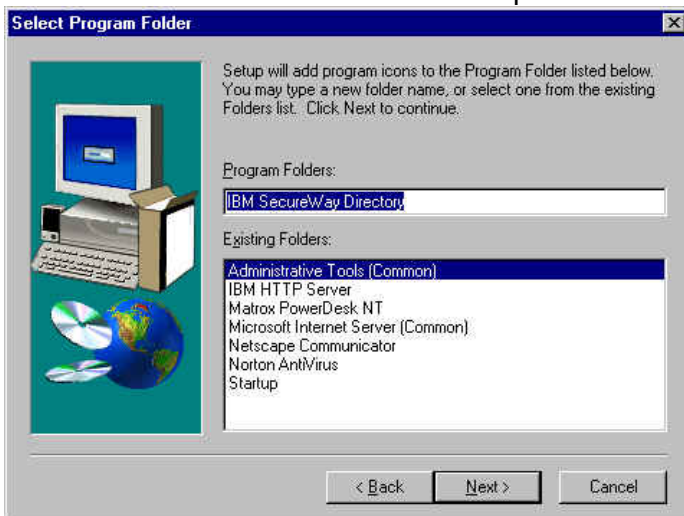 Select Program Folder
Setup will add program icons to the Program Folder listed below.
You may type a new folder name, or select one from the existing
Folders list. Click Next to continue.
Program Folders:
IBM SecureWay Directory
Existing Folders:
Administrative Tools (Common)
IBM HTTP Server
Matrox PowerDesk NT
Microsoft Internet Server (Common)
Netscape Communicator
Norton AntiVirus
Startup
< Back
Next >
Cancel